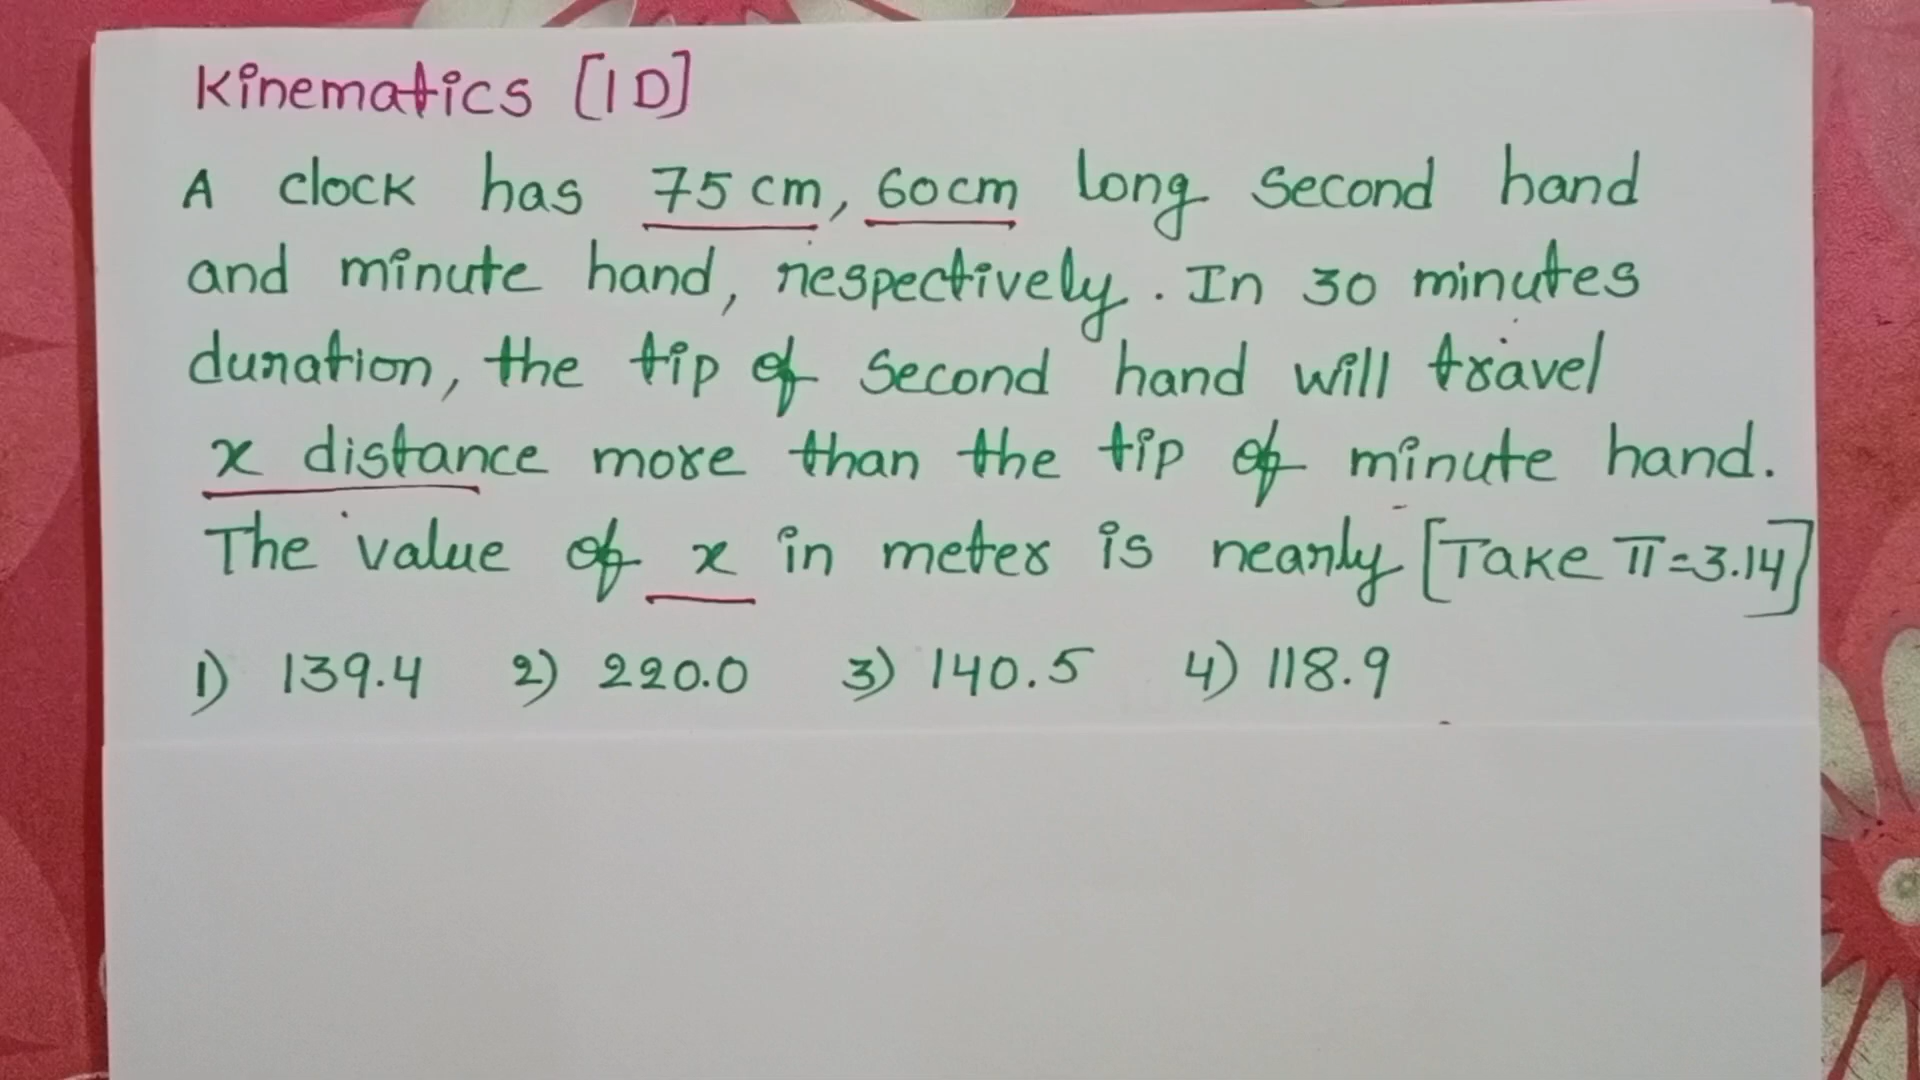 Kinematics [1D]
A clock has 75 cm, 60 cm long second hand
and minute hand, respectively. In 30 minutes
duration, the tip of second hand will travel
x distance more than the tip of minute hand.
The value of x in meter is nearly [Take π=3.14]
1) 139.4 2) 220.0 3) 140.5 4) 118.9